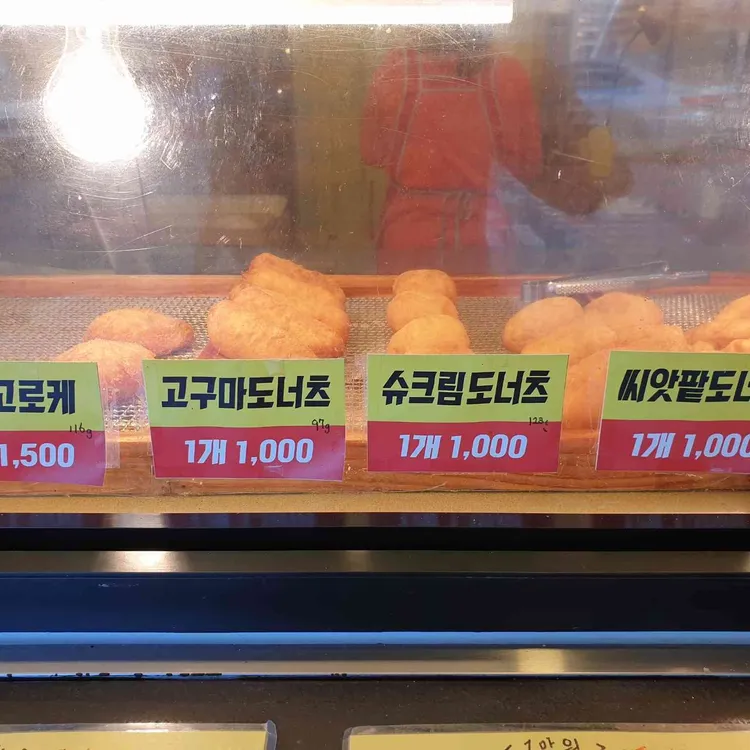 고로케
116g
1,500
고구마도너츠
97g
1개 1,000
슈크림도너츠
128g
1개 1,000
씨앗팥도너
1개 1,000